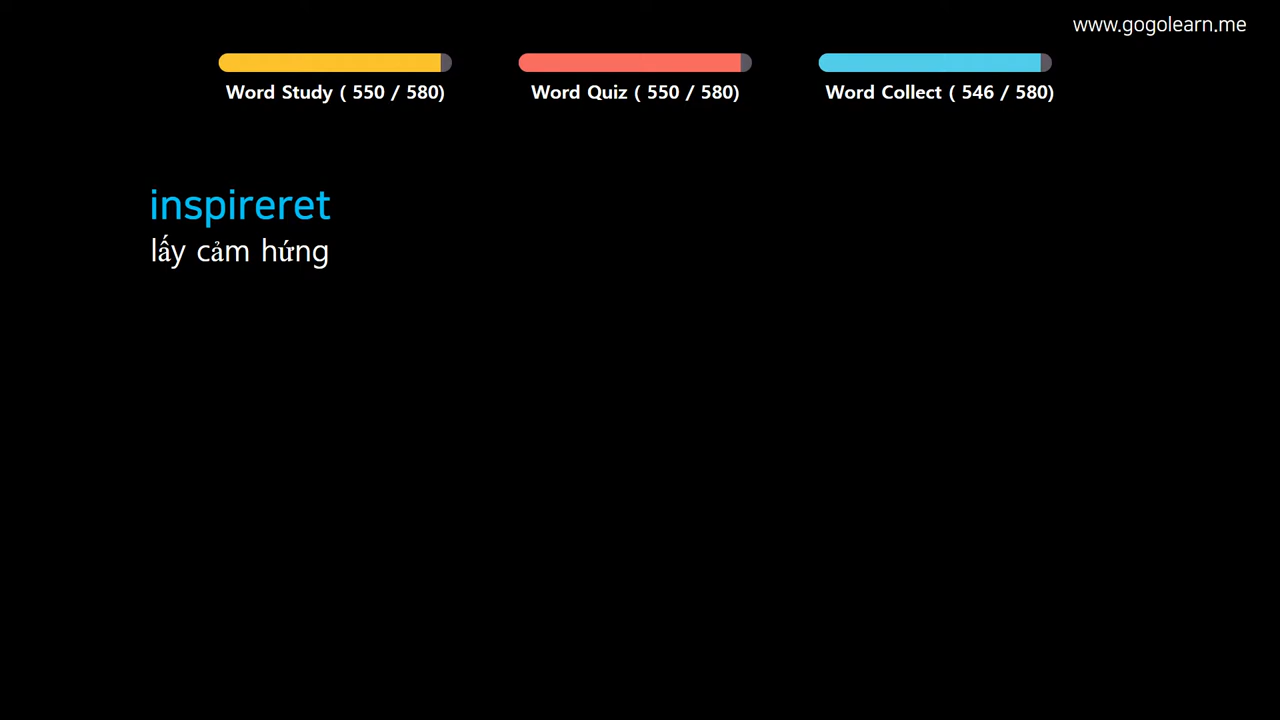 www.gogolearn.me
Word Study ( 550 / 580)
Word Quiz ( 550 / 580)
Word Collect ( 546 / 580)
inspireret
lấy cảm hứng